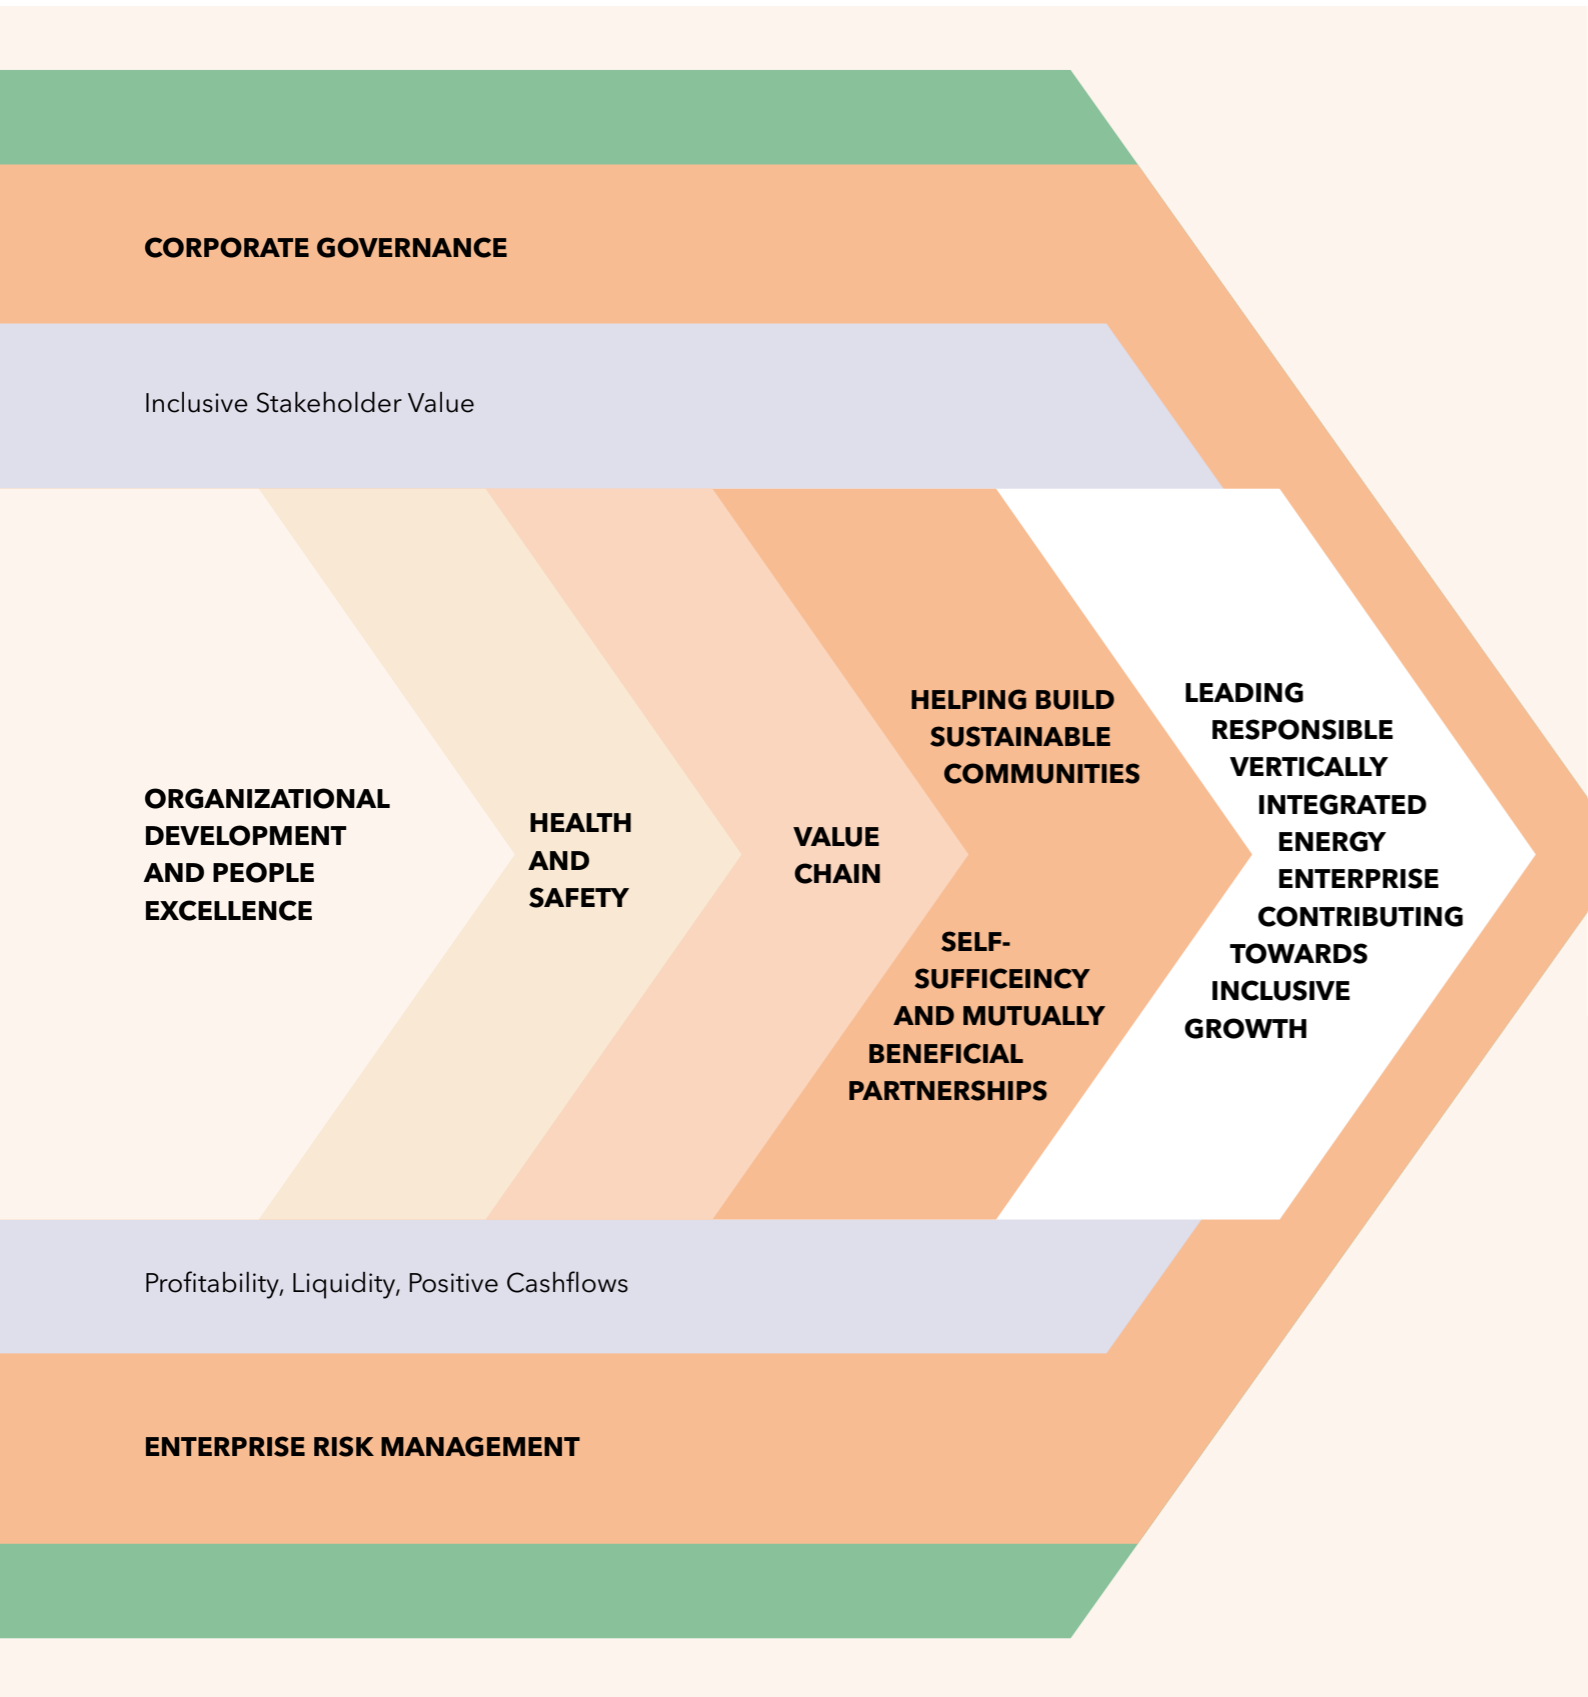 CORPORATE GOVERNANCE
Inclusive Stakeholder Value
ORGANIZATIONAL
DEVELOPMENT
AND PEOPLE
EXCELLENCE
HEALTH
AND
SAFETY
VALUE
CHAIN
HELPING BUILD
SUSTAINABLE
COMMUNITIES
SELF-
SUFFICEINCY
AND MUTUALLY
BENEFICIAL
PARTNERSHIPS
LEADING
RESPONSIBLE
VERTICALLY
INTEGRATED
ENERGY
ENTERPRISE
CONTRIBUTING
TOWARDS
INCLUSIVE
GROWTH
Profitability, Liquidity, Positive Cashflows
ENTERPRISE RISK MANAGEMENT